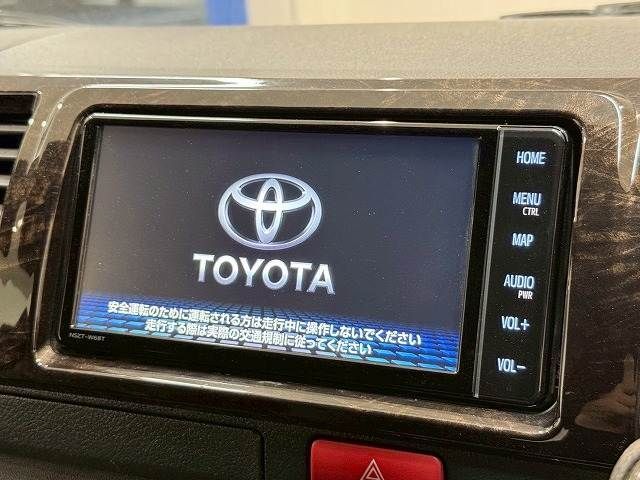 TOYOTA
安全運転のために運転される方は走行中に操作しないでください
走行する際は実際の交通規制に従ってください
NSZT-W68T
HOME
MENU
CTRL
MAP
AUDIO
PWR
VOL+
VOL−